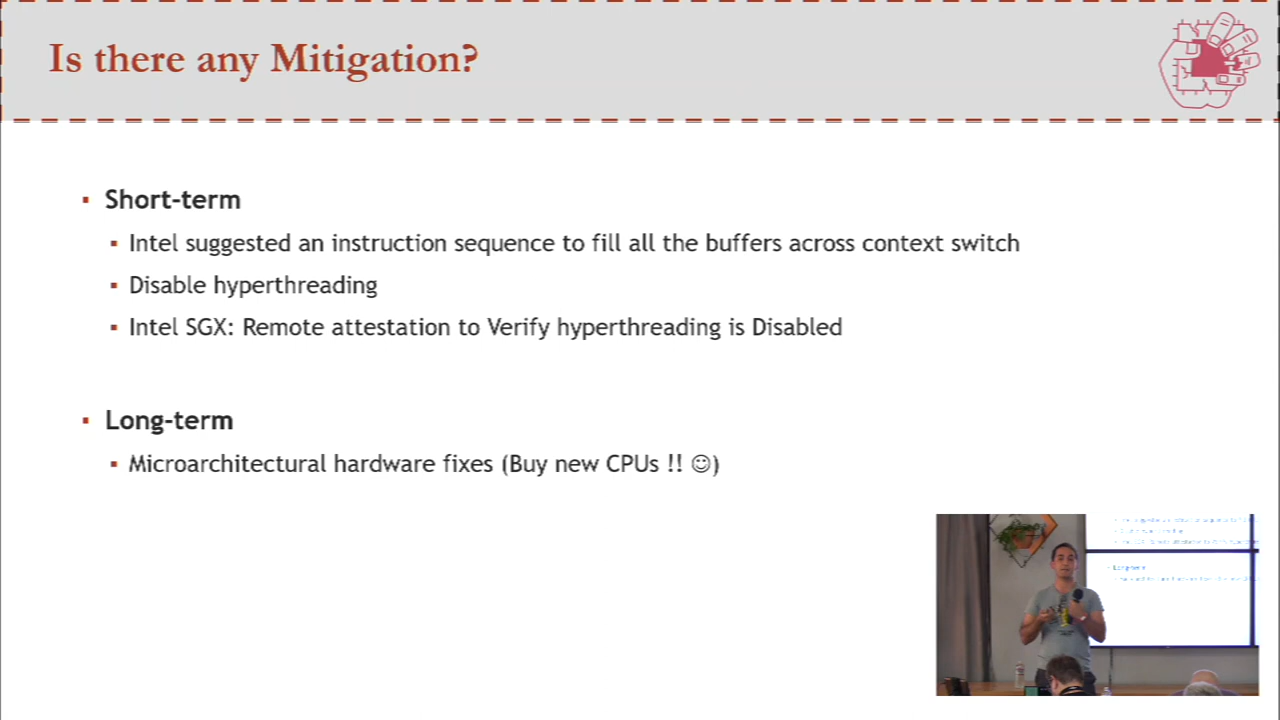 Is there any Mitigation?
▪ Short-term
▪ Intel suggested an instruction sequence to fill all the buffers across context switch
▪ Disable hyperthreading
▪ Intel SGX: Remote attestation to Verify hyperthreading is Disabled
▪ Long-term
▪ Microarchitectural hardware fixes (Buy new CPUs !! ☺)
Long-term